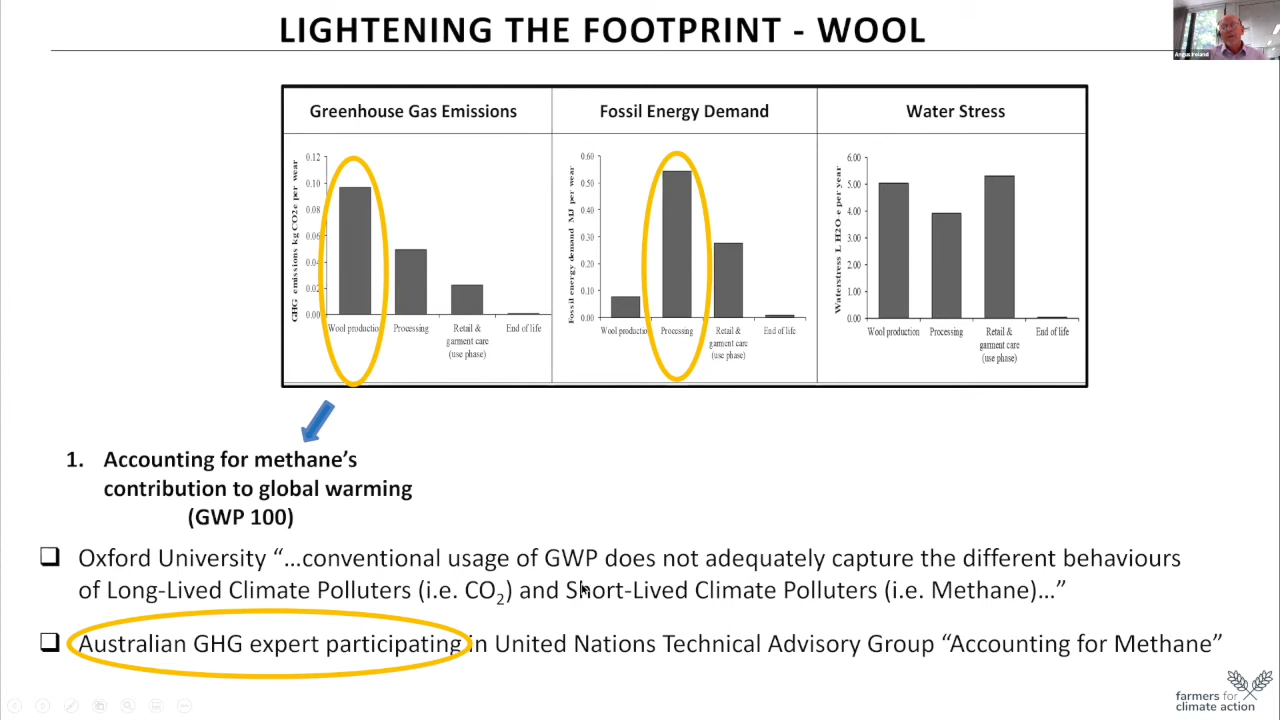 LIGHTENING THE FOOTPRINT - WOOL
Angus Ireland
Greenhouse Gas Emissions
Fossil Energy Demand
Water Stress
GHG emissions kg CO2e per wear
0.12
0.10
0.08
0.06
0.04
0.02
0.00
Wool productio
Processing
Retail &
garment care
(use phase)
End of life
Fossil energy demand MJ per wear
0.60
0.50
0.40
0.30
0.20
0.10
0.00
Wool productio
Processing
Retail &
garment care
(use phase)
End of life
Waterstress L H2O-e per year
6.00
5.00
4.00
3.00
2.00
1.00
0.00
Wool production
Processing
Retail &
garment care
(use phase)
End of life
1. Accounting for methane’s
contribution to global warming
(GWP 100)
Oxford University “…conventional usage of GWP does not adequately capture the different behaviours
of Long-Lived Climate Polluters (i.e. CO₂) and Short-Lived Climate Polluters (i.e. Methane)…”
Australian GHG expert participating in United Nations Technical Advisory Group “Accounting for Methane”
farmers for
climate action